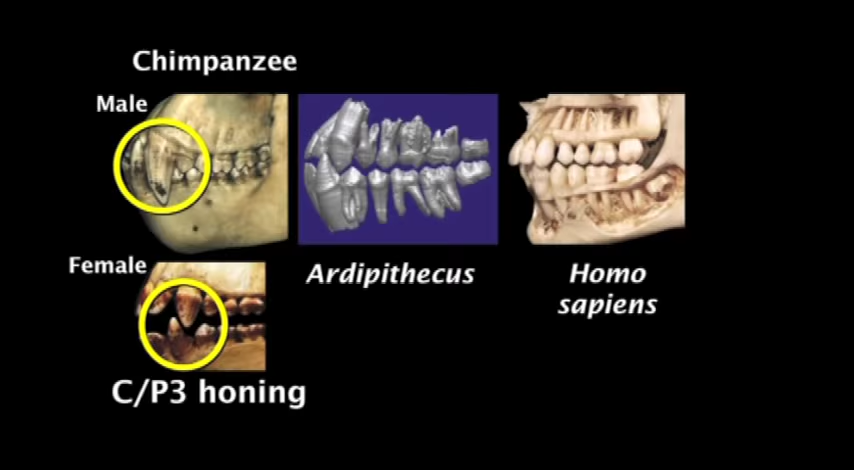 Chimpanzee
Male
Female
C/P3 honing
Ardipithecus
Homo
sapiens